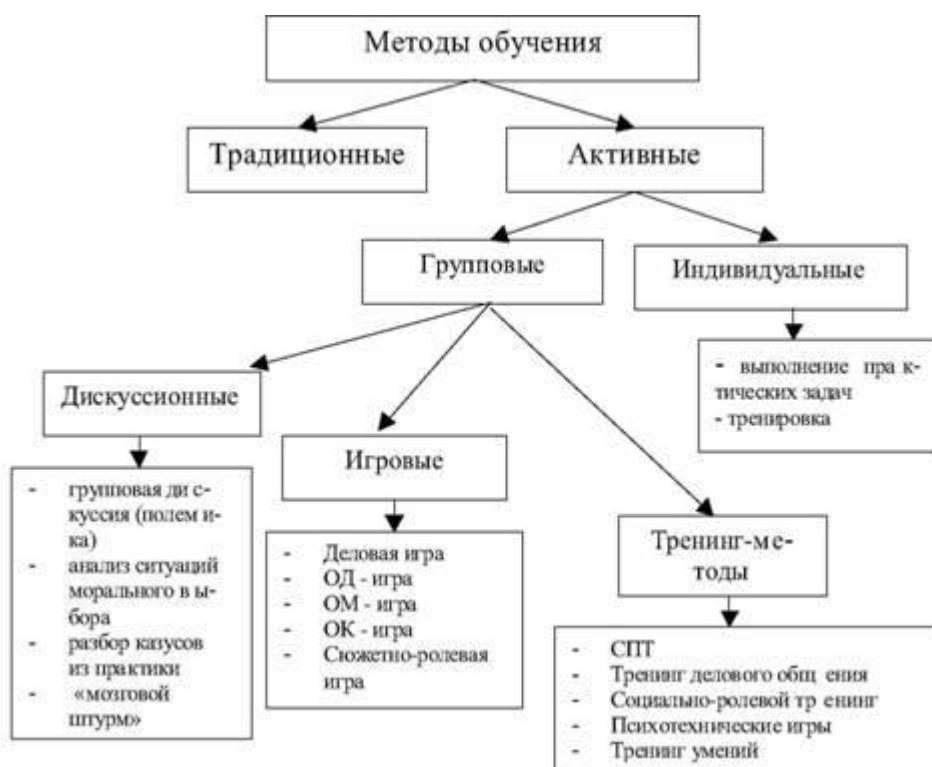 Методы обучения
Традиционные
Активные
Групповые
Индивидуальные
- выполнение пра к-
тических задач
- тренировка
Дискуссионные
- групповая ди с-
куссия (полем и-
ка)
- анализ ситуаций
морального в ы-
бора
- разбор казусов
из практики
- «мозговой
штурм»
Игровые
- Деловая игра
- ОД - игра
- ОМ - игра
- ОК - игра
- Сюжетно-ролевая
игра
Тренинг-ме-
тоды
- СПТ
- Тренинг делового общ ения
- Социально-ролевой тр енинг
- Психотехнические игры
- Тренинг умений